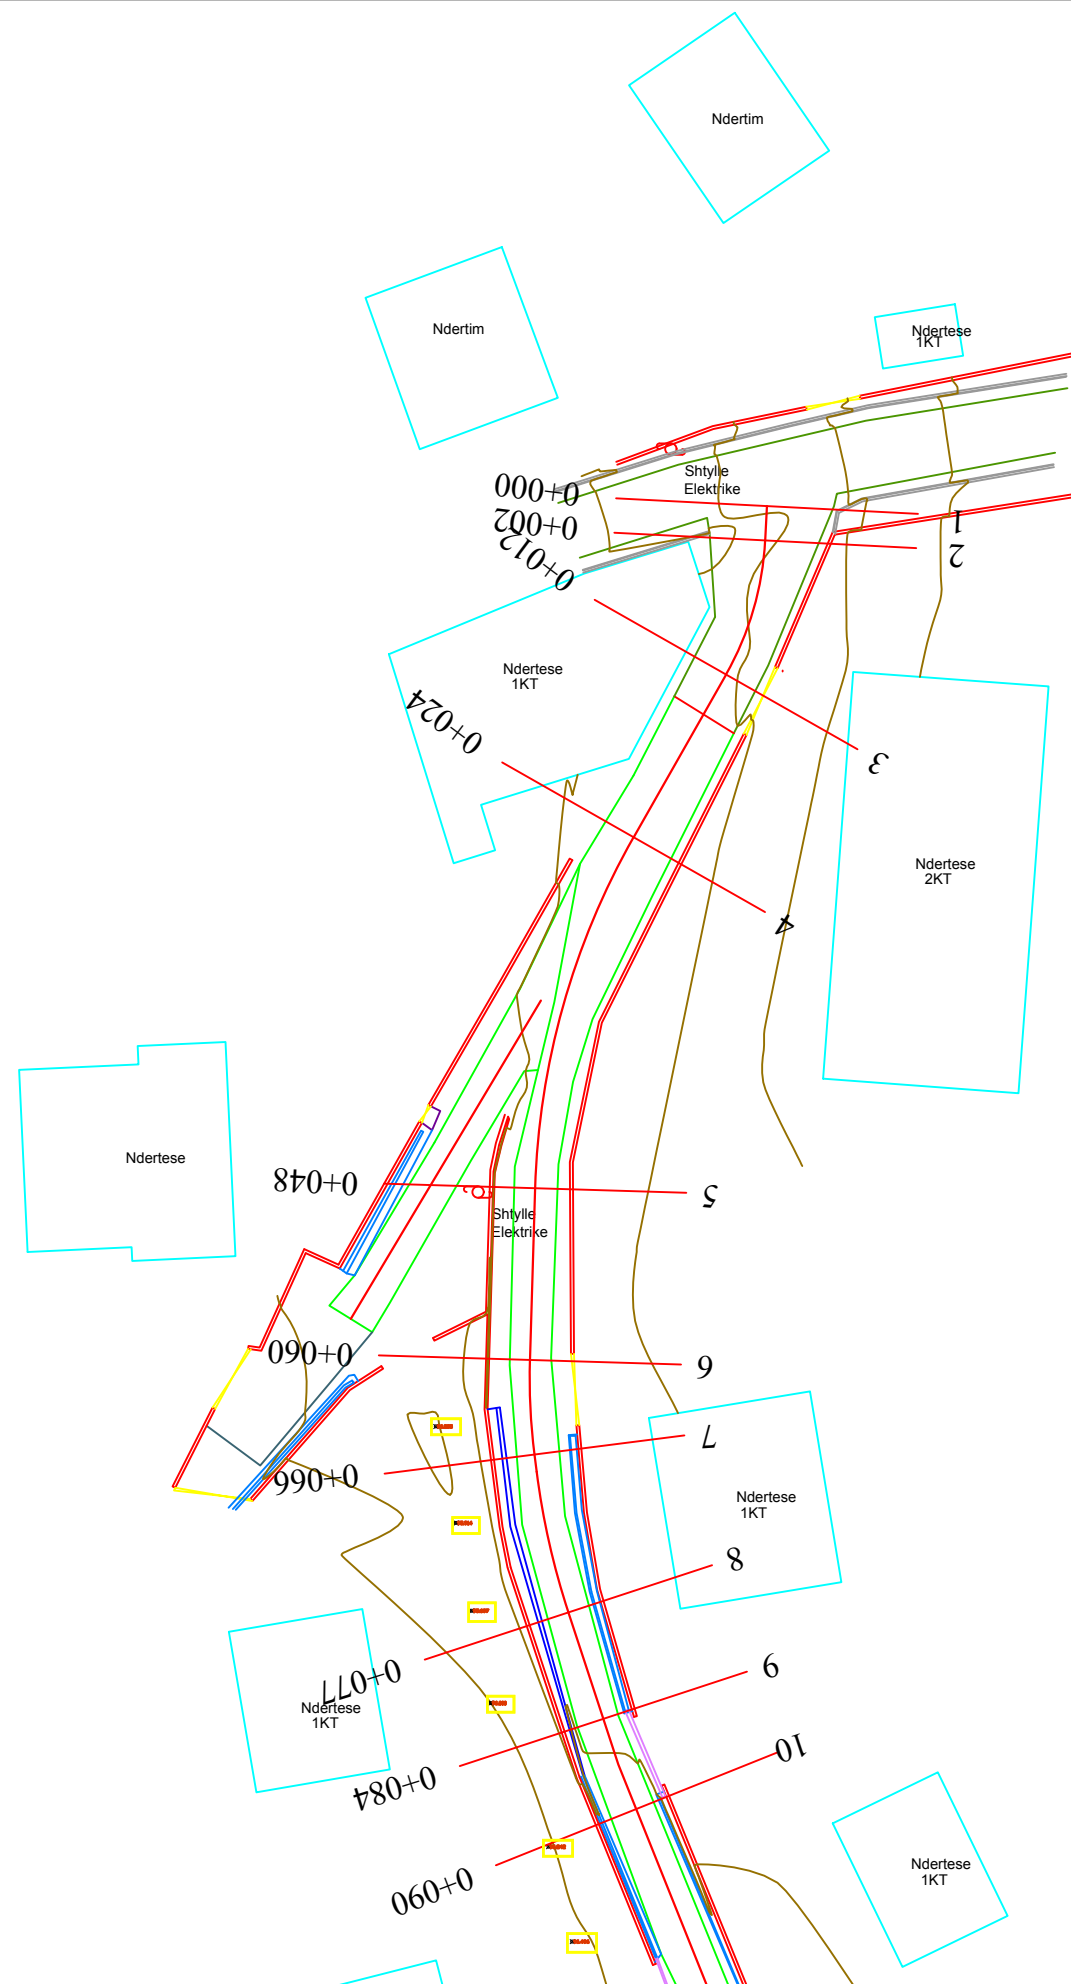 Ndertim
Ndertim
Ndertese
1KT
Shtylle
Elektrike
0+000
0+002
0+012
1
2
Ndertese
1KT
0+024
3
Ndertese
2KT
4
Ndertese
0+048
5
Shtylle
Elektrike
0+060
6
7
0+066
Ndertese
1KT
8
0+077
Ndertese
1KT
9
0+084
10
0+090
Ndertese
1KT